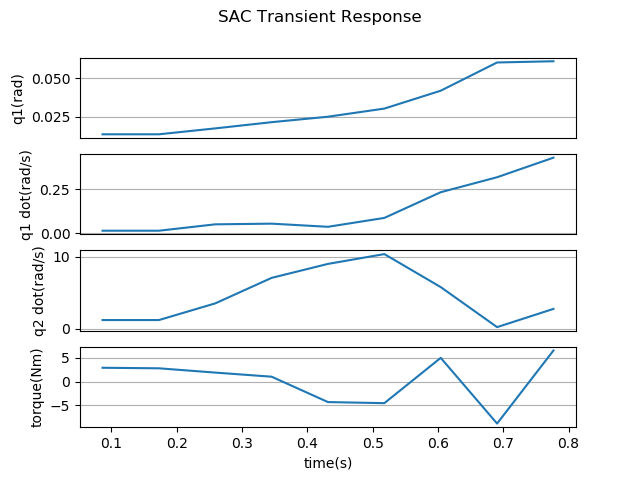 SAC Transient Response
q1(rad)
0.050
0.025
q1 dot(rad/s)
0.25
0.00
q2 dot(rad/s)
10
0
torque(Nm)
5
0
−5
0.1 0.2 0.3 0.4 0.5 0.6 0.7 0.8
time(s)